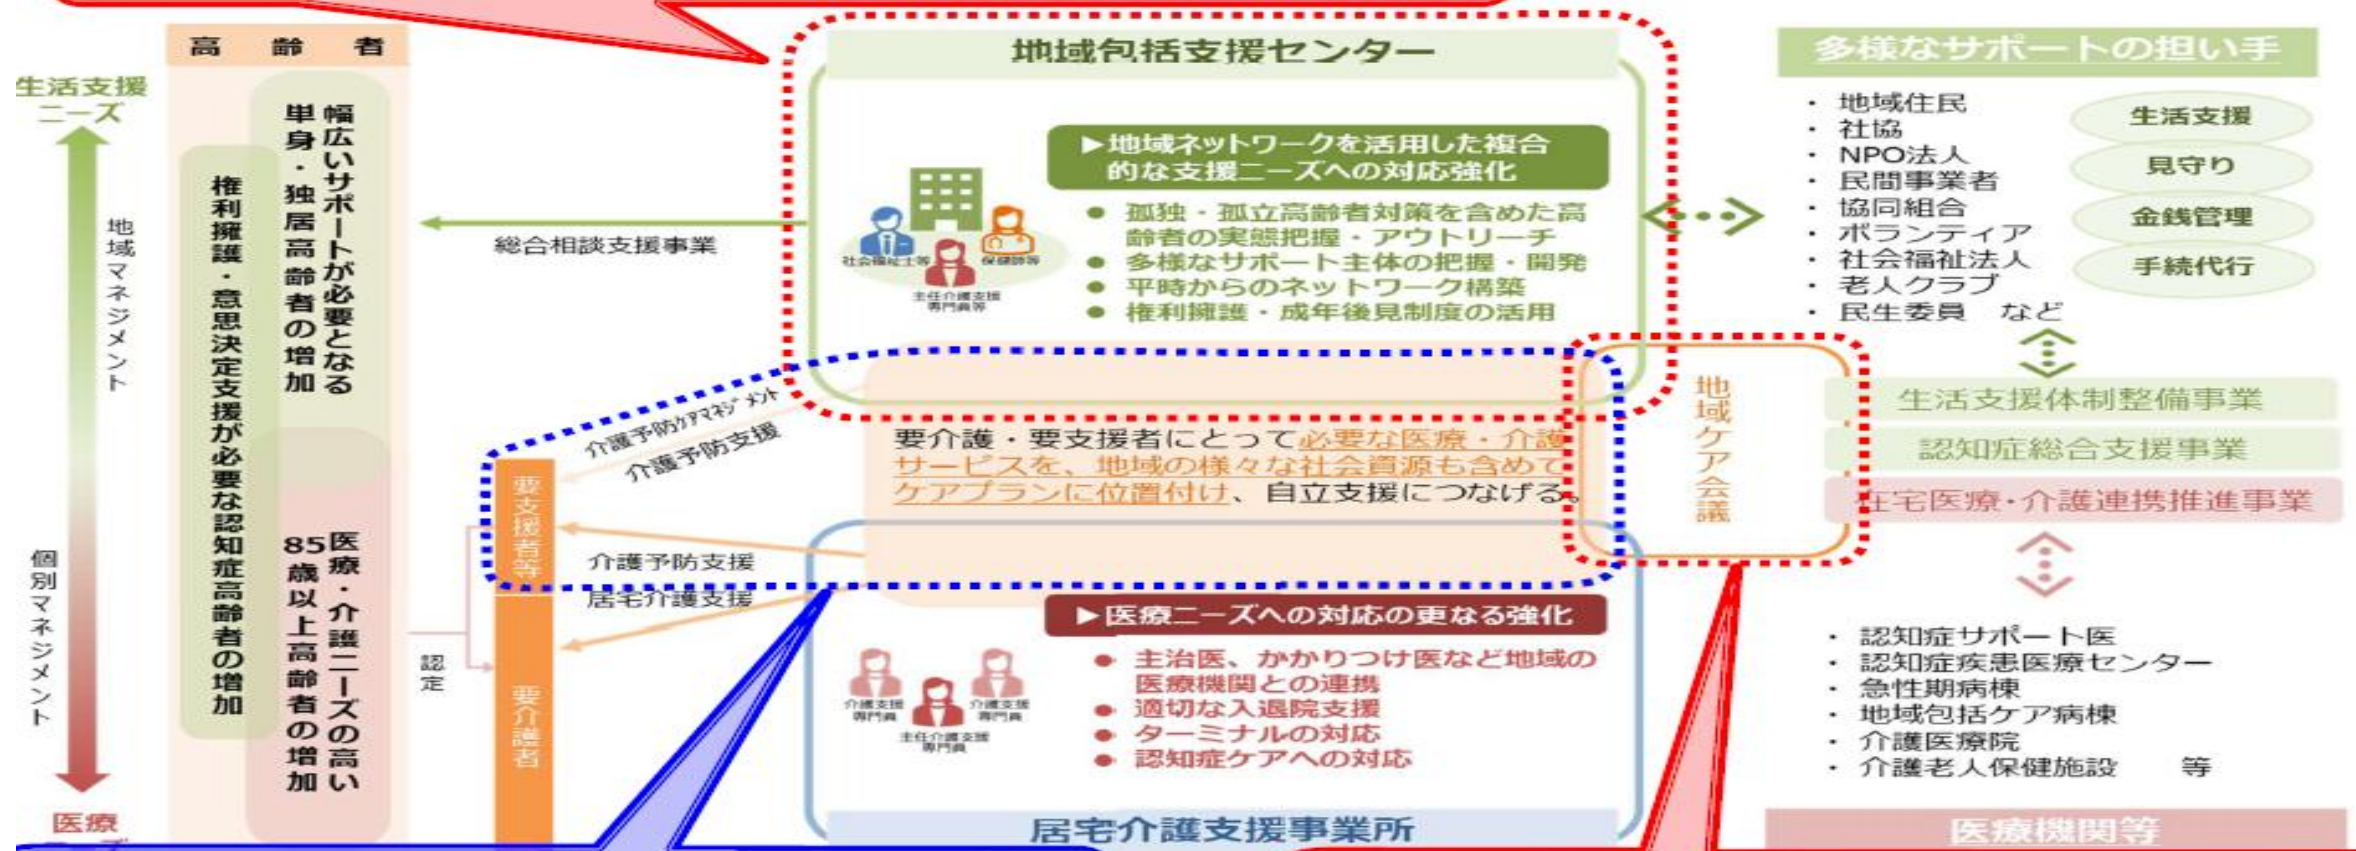 高齢者
生活支援
ニーズ
地域マネジメント
個別マネジメント
医療
権利擁護・意思決定支援が必要な認知症高齢者の増加
幅広いサポートが必要となる
単身・独居高齢者の増加
医療・介護ニーズの高い
85歳以上高齢者の増加
認定
総合相談支援事業
介護予防ケアマネジメント
介護予防支援
要支援者等
介護予防支援
居宅介護支援
要介護者
地域包括支援センター
▶地域ネットワークを活用した複合
的な支援ニーズへの対応強化
● 孤独・孤立高齢者対策を含めた高
齢者の実態把握・アウトリーチ
● 多様なサポート主体の把握・開発
● 平時からのネットワーク構築
● 権利擁護・成年後見制度の活用
社会福祉士等
保健師等
主任介護支援
専門員等
要介護・要支援者にとって必要な医療・介護
サービスを、地域の様々な社会資源も含めて
ケアプランに位置付け、自立支援につなげる。
▶医療ニーズへの対応の更なる強化
● 主治医、かかりつけ医など地域の
医療機関との連携
● 適切な入退院支援
● ターミナルの対応
● 認知症ケアへの対応
介護支援
専門員
介護支援
専門員
主任介護支援
専門員
居宅介護支援事業所
地域ケア会議
多様なサポートの担い手
・ 地域住民
・ 社協
・ NPO法人
・ 民間事業者
・ 協同組合
・ ボランティア
・ 社会福祉法人
・ 老人クラブ
・ 民生委員 など
生活支援
見守り
金銭管理
手続代行
生活支援体制整備事業
認知症総合支援事業
在宅医療・介護連携推進事業
・ 認知症サポート医
・ 認知症疾患医療センター
・ 急性期病棟
・ 地域包括ケア病棟
・ 介護医療院
・ 介護老人保健施設 等
医療機関等